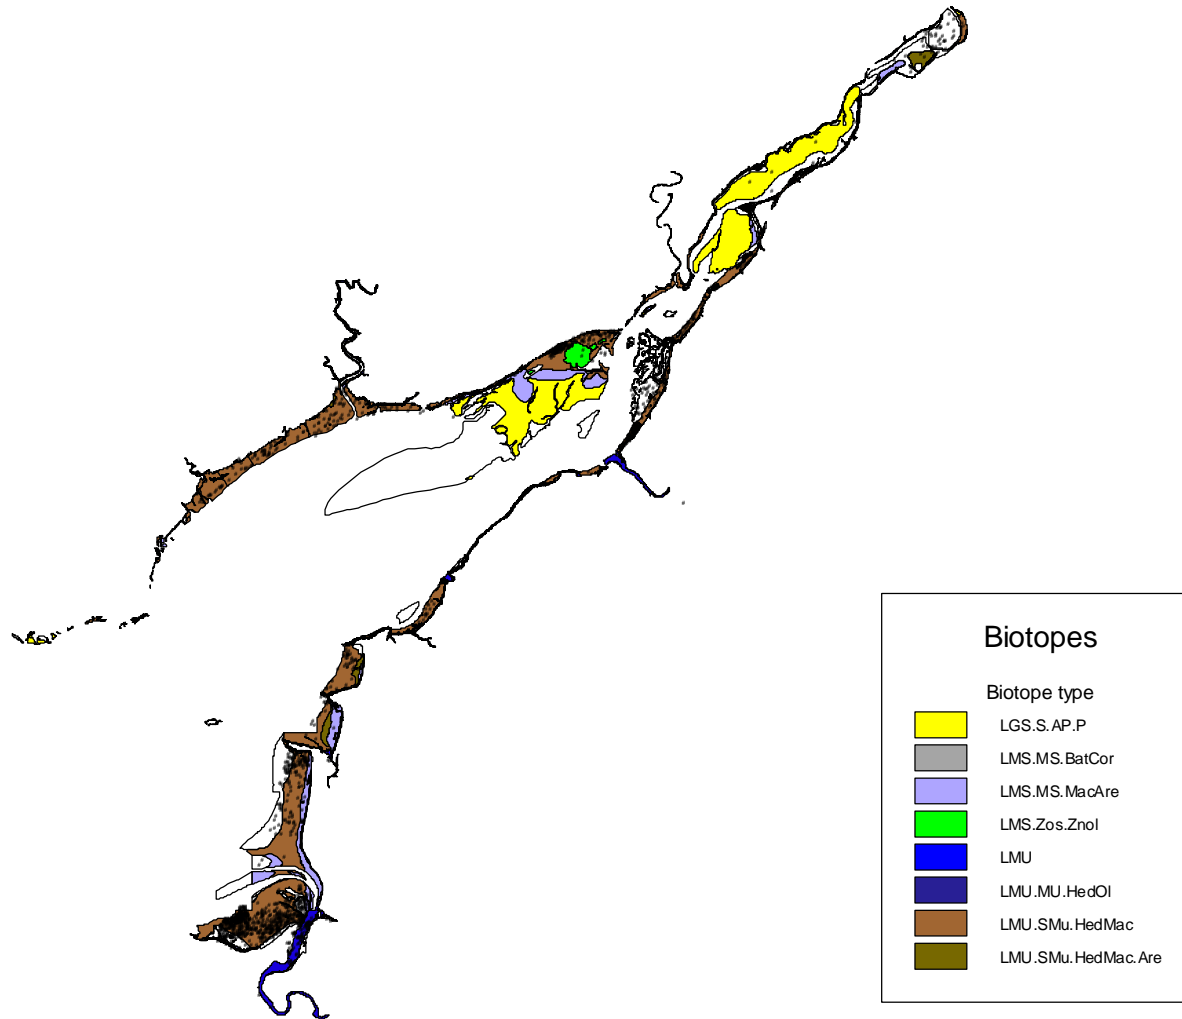 Biotopes
Biotope type
LGS.S.AP.P
LMS.MS.BatCor
LMS.MS.MacAre
LMS.Zos.Znol
LMU
LMU.MU.HedOl
LMU.SMu.HedMac
LMU.SMu.HedMac.Are